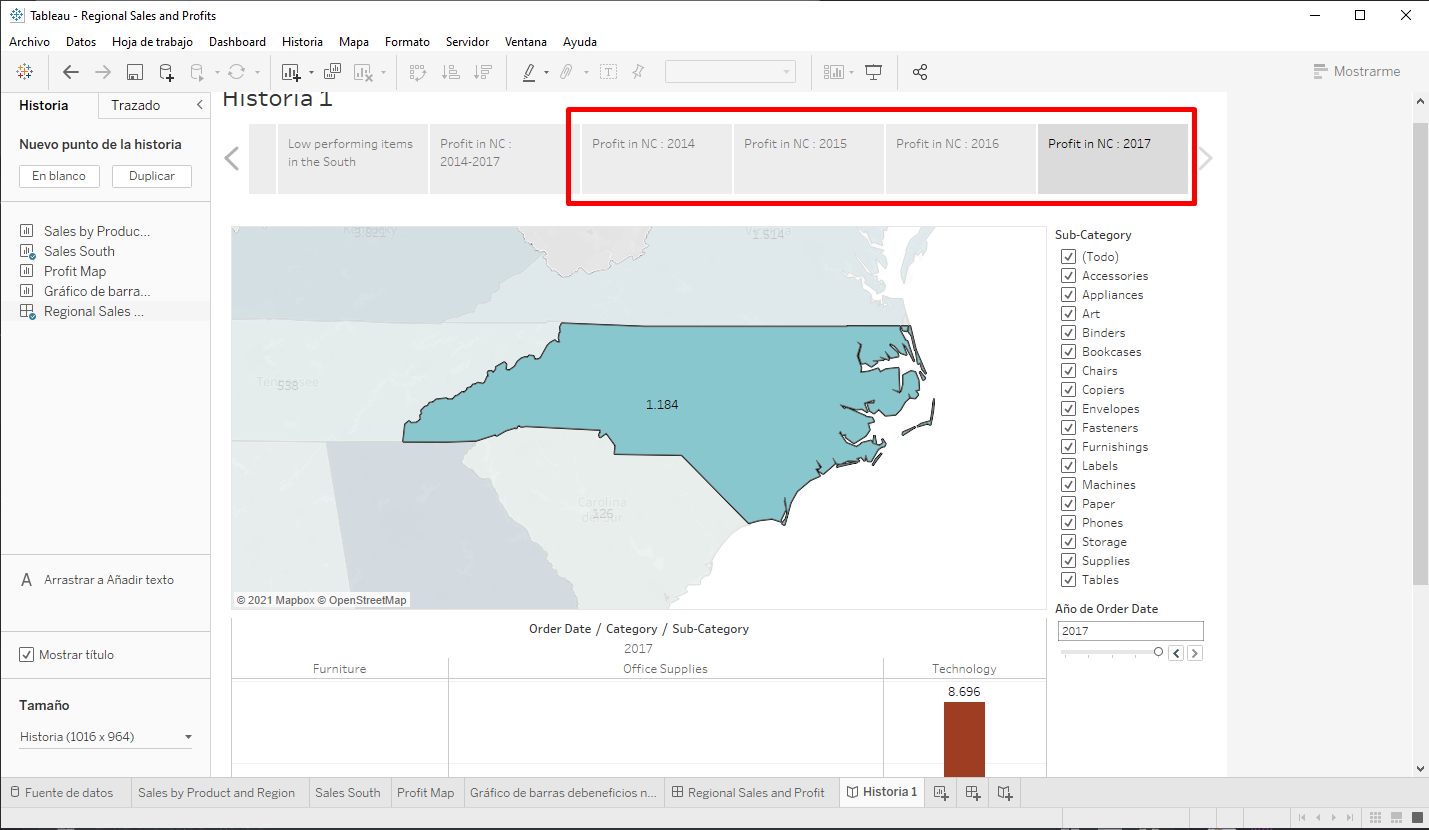 Tableau - Regional Sales and Profits
Archivo Datos Hoja de trabajo Dashboard Historia Mapa Formato Servidor Ventana Ayuda
Mostrarme
Historia Trazado
Nuevo punto de la historia
En blanco Duplicar
Sales by Produc...
Sales South
Profit Map
Gráfico de barra...
Regional Sales ...
A Arrastrar a Añadir texto
Mostrar título
Tamaño
Historia (1016 x 964)
Historia 1
Low performing items
in the South
Profit in NC :
2014-2017
Profit in NC : 2014
Profit in NC : 2015
Profit in NC : 2016
Profit in NC : 2017
1.514
Tennessee
538
1.184
Carolina
del Sur
126
© 2021 Mapbox © OpenStreetMap
Sub-Category
(Todo)
Accessories
Appliances
Art
Binders
Bookcases
Chairs
Copiers
Envelopes
Fasteners
Furnishings
Labels
Machines
Paper
Phones
Storage
Supplies
Tables
Año de Order Date
2017
Order Date / Category / Sub-Category
2017
Furniture Office Supplies Technology
8.696
Fuente de datos Sales by Product and Region Sales South Profit Map Gráfico de barras debeneficios n... Regional Sales and Profit Historia 1